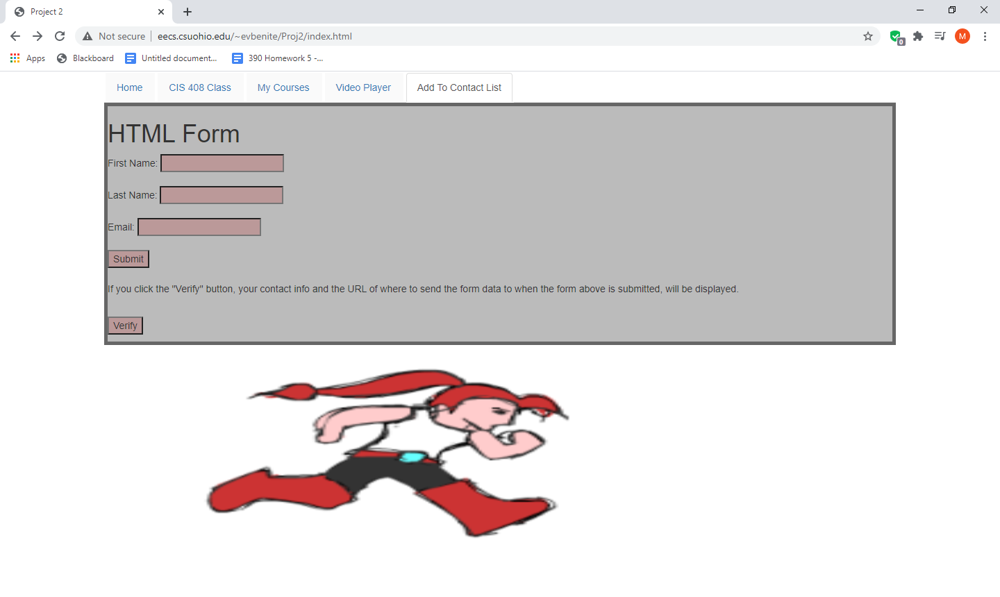 Project 2
Not secure eecs.csuohio.edu/~evbenite/Proj2/index.html
0
M
Apps Blackboard Untitled document... 390 Homework 5 -...
Home CIS 408 Class My Courses Video Player Add To Contact List
HTML Form
First Name:
Last Name:
Email:
Submit
If you click the "Verify" button, your contact info and the URL of where to send the form data to when the form above is submitted, will be displayed.
Verify